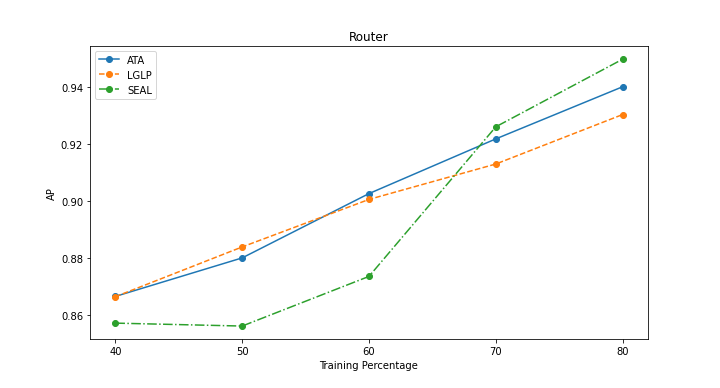 Router
ATA
LGLP
SEAL
AP
0.94
0.92
0.90
0.88
0.86
40 50 60 70 80
Training Percentage